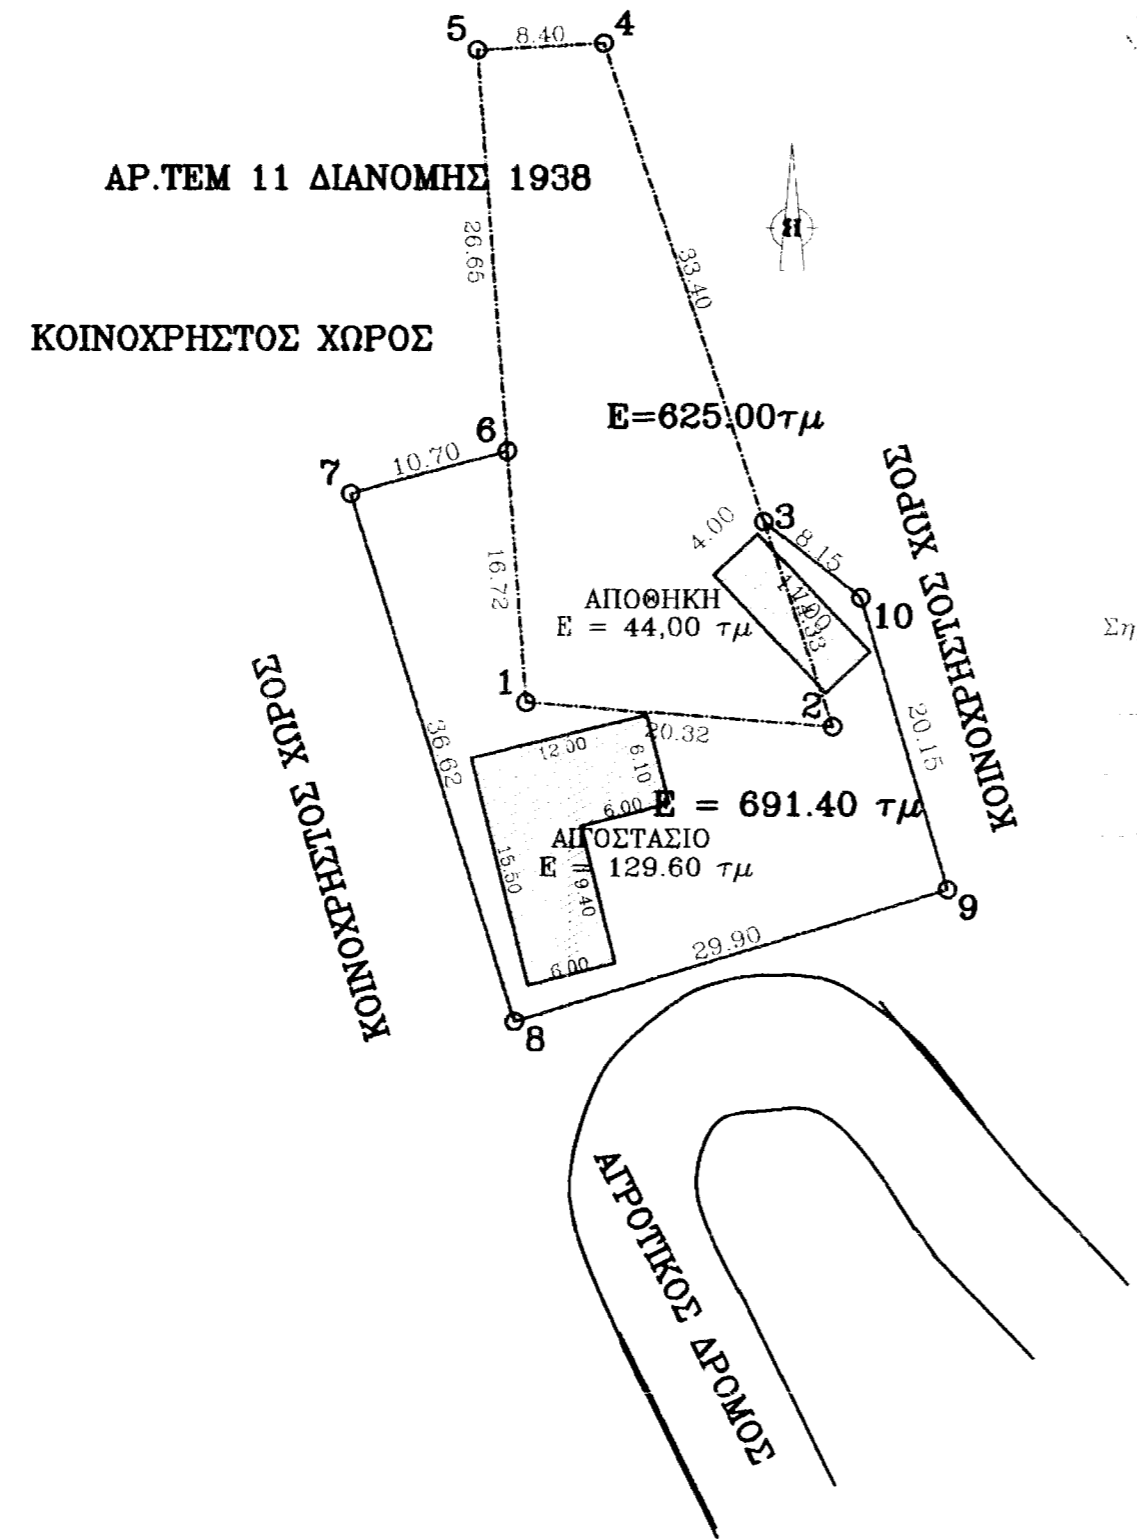 5
4
8.40
ΑΡ.ΤΕΜ 11 ΔΙΑΝΟΜΗΣ 1938
26.65
33.40
ΚΟΙΝΟΧΡΗΣΤΟΣ ΧΩΡΟΣ
Ε=625.00τμ
6
7
10.70
3
4.00
8.15
ΚΟΙΝΟΧΡΗΣΤΟΣ ΧΩΡΟΣ
16.72
ΑΠΟΘΗΚΗ
Ε = 44,00 τμ
10
Ση
1
2
20.32
20.15
ΚΟΙΝΟΧΡΗΣΤΟΣ ΧΩΡΟΣ
36.62
12.00
6.10
6.00
Ε = 691.40 τμ
ΑΙΓΟΣΤΑΣΙΟ
Ε = 129.60 τμ
15.50
9.40
6.00
29.90
9
8
ΑΓΡΟΤΙΚΟΣ ΔΡΟΜΟΣ